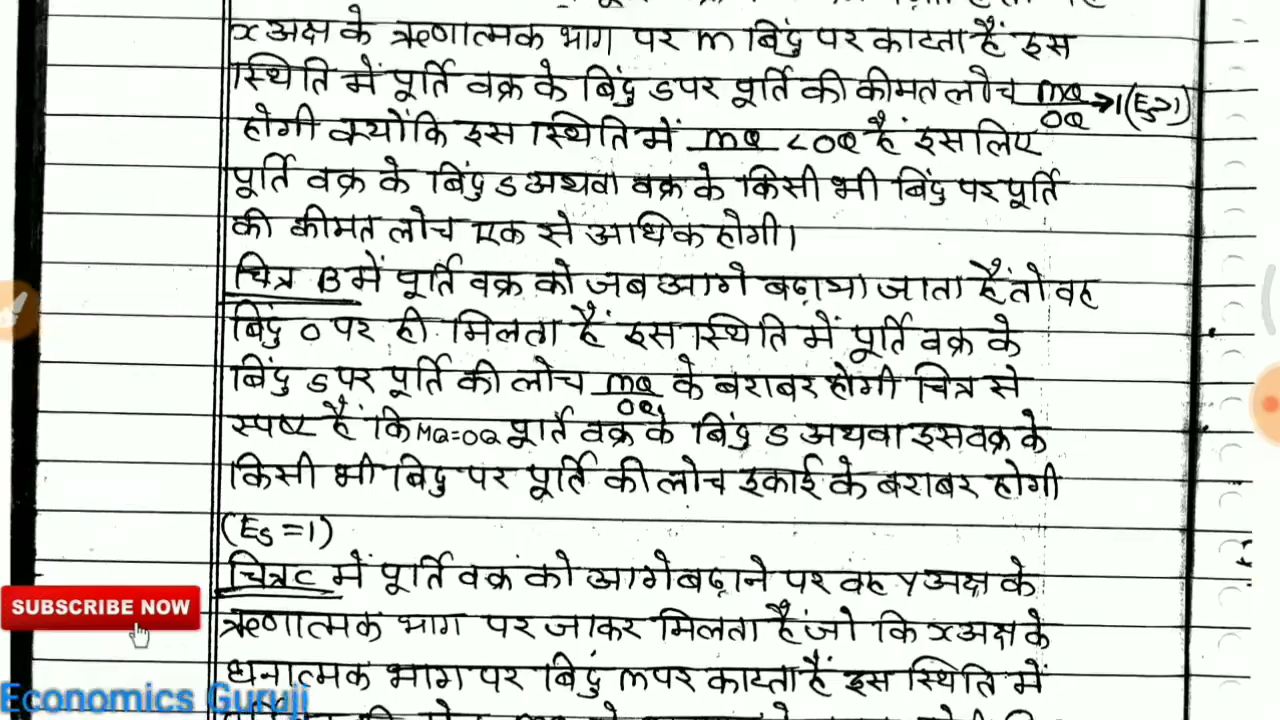 x अक्ष के ऋणात्मक भाग पर m बिंदु पर काटता हैं इस
स्थिति में पूर्ति वक्र के बिंदु S पर पूर्ति की कीमत लोच mQ/OQ >1 (Es>1)
होगी क्योंकि इस स्थिति में mQ < OQ हैं इसलिए
पूर्ति वक्र के बिंदु S अथवा वक्र के किसी भी बिंदु पर पूर्ति
की कीमत लोच एक से अधिक होगी।
चित्र B में पूर्ति वक्र को जब आगे बढ़ाया जाता हैं तो वह
बिंदु O पर ही मिलता हैं इस स्थिति में पूर्ति वक्र के
बिंदु S पर पूर्ति की लोच mQ/OQ के बराबर होगी चित्र से
स्पष्ट हैं कि MQ=OQ पूर्ति वक्र के बिंदु S अथवा इस वक्र के
किसी भी बिंदु पर पूर्ति की लोच इकाई के बराबर होगी
(Es =1)
चित्र C में पूर्ति वक्र को आगे बढ़ाने पर वह y अक्ष के
ऋणात्मक भाग पर जाकर मिलता हैं जो कि x अक्ष के
धनात्मक भाग पर बिंदु m पर काटता हैं इस स्थिति में
SUBSCRIBE NOW
Economics Guruji